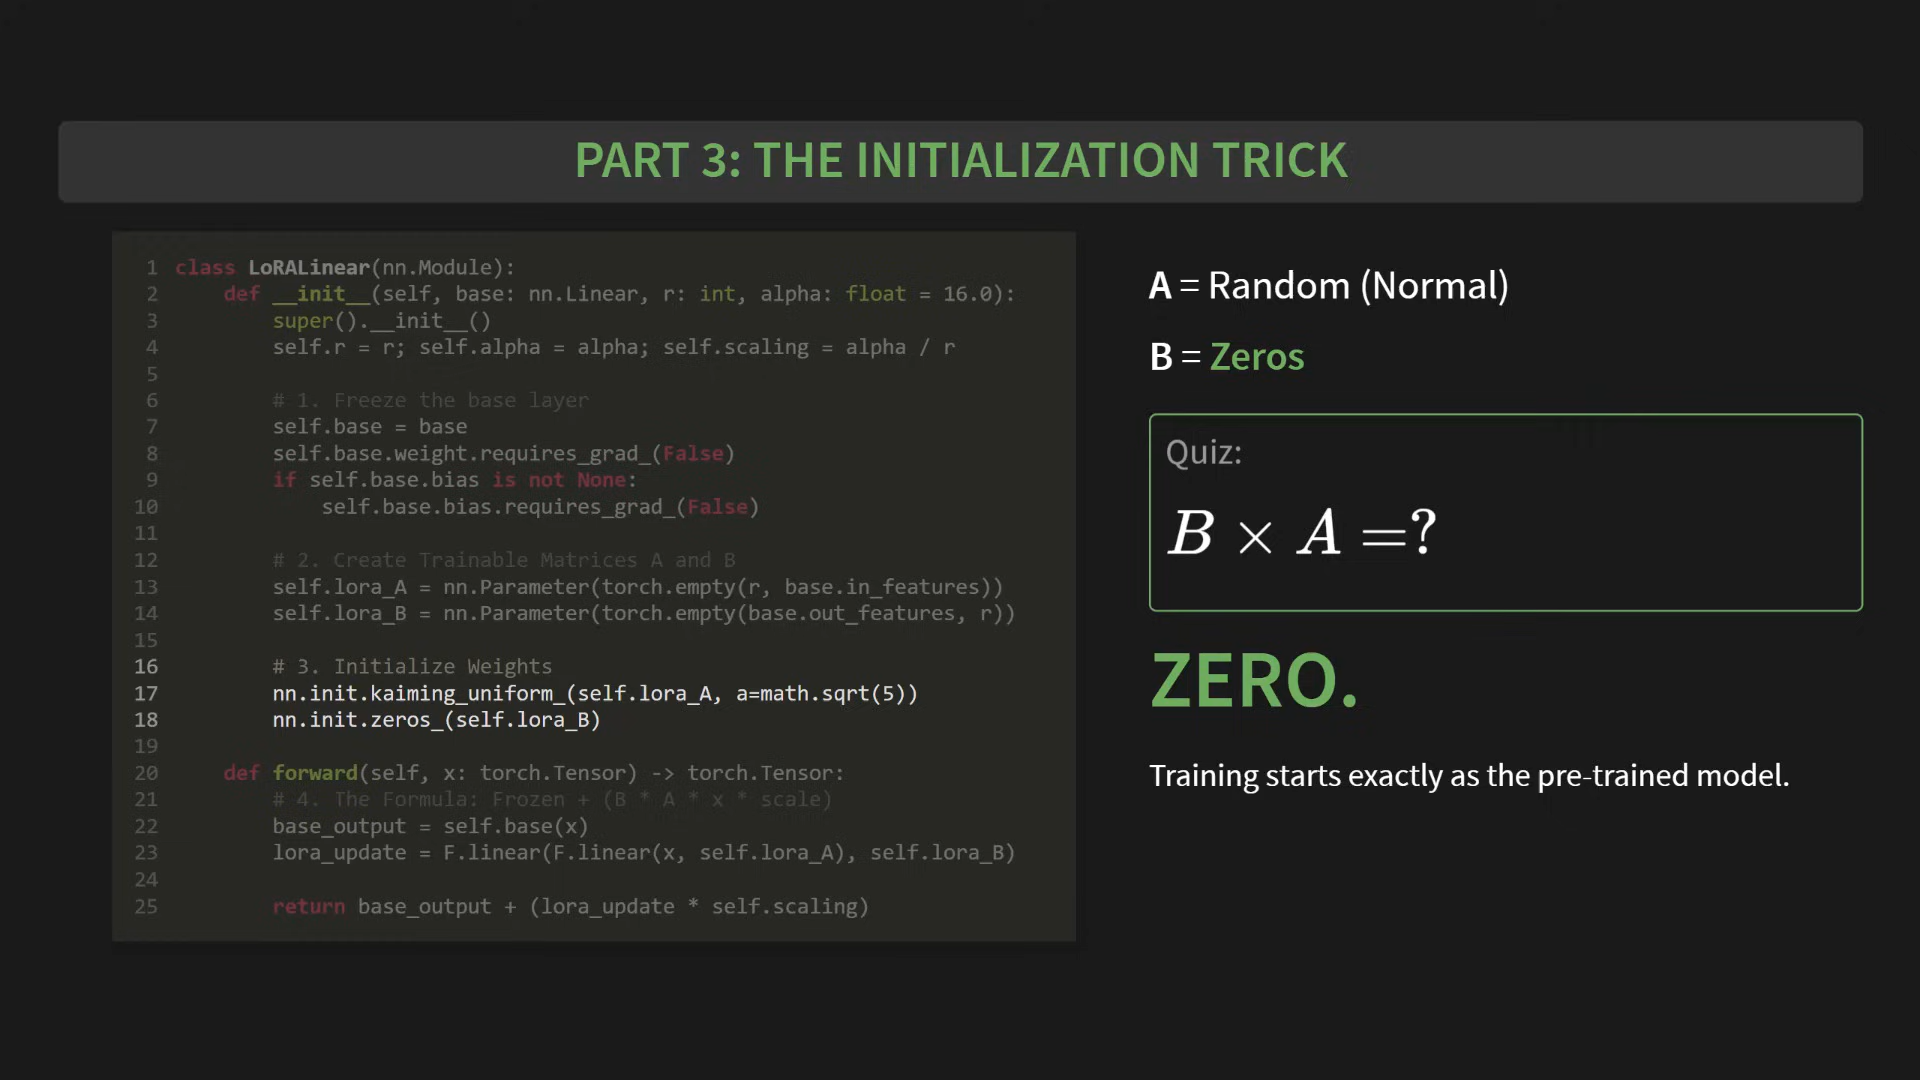 PART 3: THE INITIALIZATION TRICK
1 class LoRALinear(nn.Module):
2     def __init__(self, base: nn.Linear, r: int, alpha: float = 16.0):
3         super().__init__()
4         self.r = r; self.alpha = alpha; self.scaling = alpha / r
5
6         # 1. Freeze the base layer
7         self.base = base
8         self.base.weight.requires_grad_(False)
9         if self.base.bias is not None:
10             self.base.bias.requires_grad_(False)
11
12         # 2. Create Trainable Matrices A and B
13         self.lora_A = nn.Parameter(torch.empty(r, base.in_features))
14         self.lora_B = nn.Parameter(torch.empty(base.out_features, r))
15
16         # 3. Initialize Weights
17         nn.init.kaiming_uniform_(self.lora_A, a=math.sqrt(5))
18         nn.init.zeros_(self.lora_B)
19
20     def forward(self, x: torch.Tensor) -> torch.Tensor:
21         # 4. The Formula: Frozen + (B * A * x * scale)
22         base_output = self.base(x)
23         lora_update = F.linear(F.linear(x, self.lora_A), self.lora_B)
24
25         return base_output + (lora_update * self.scaling)
A = Random (Normal)
B = Zeros
Quiz:
B × A =?
ZERO.
Training starts exactly as the pre-trained model.